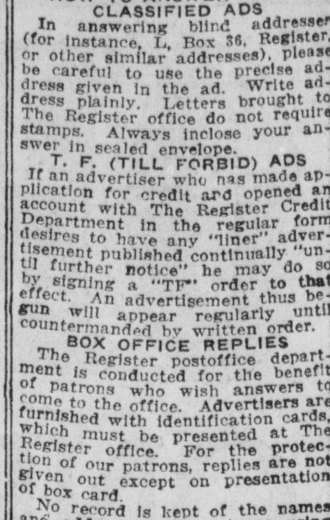 CLASSIFIED ADS
In answering blind addresses
(for instance, L, Box 36, Register,
or other similar addresses), please
be careful to use the precise ad-
dress given in the ad. Write ad-
dress plainly. Letters brought to
The Register office do not require
stamps. Always inclose your an-
swer in sealed envelope.
T. F. (TILL FORBID) ADS
If an advertiser who has made ap-
plication for credit and opened an
account with The Register Credit
Department in the regular form
desires to have any "liner" adver-
tisement published continually "un-
til further notice" he may do so
by signing a "TF" order to that
effect. An advertisement thus be-
gun will appear regularly until
countermanded by written order.
BOX OFFICE REPLIES
The Register postoffice depart-
ment is conducted for the benefit
of patrons who wish answers to
come to the office. Advertisers are
furnished with identification cards,
which must be presented at The
Register office. For the protec-
tion of our patrons, replies are not
given out except on presentation
of box card.
No record is kept of the names